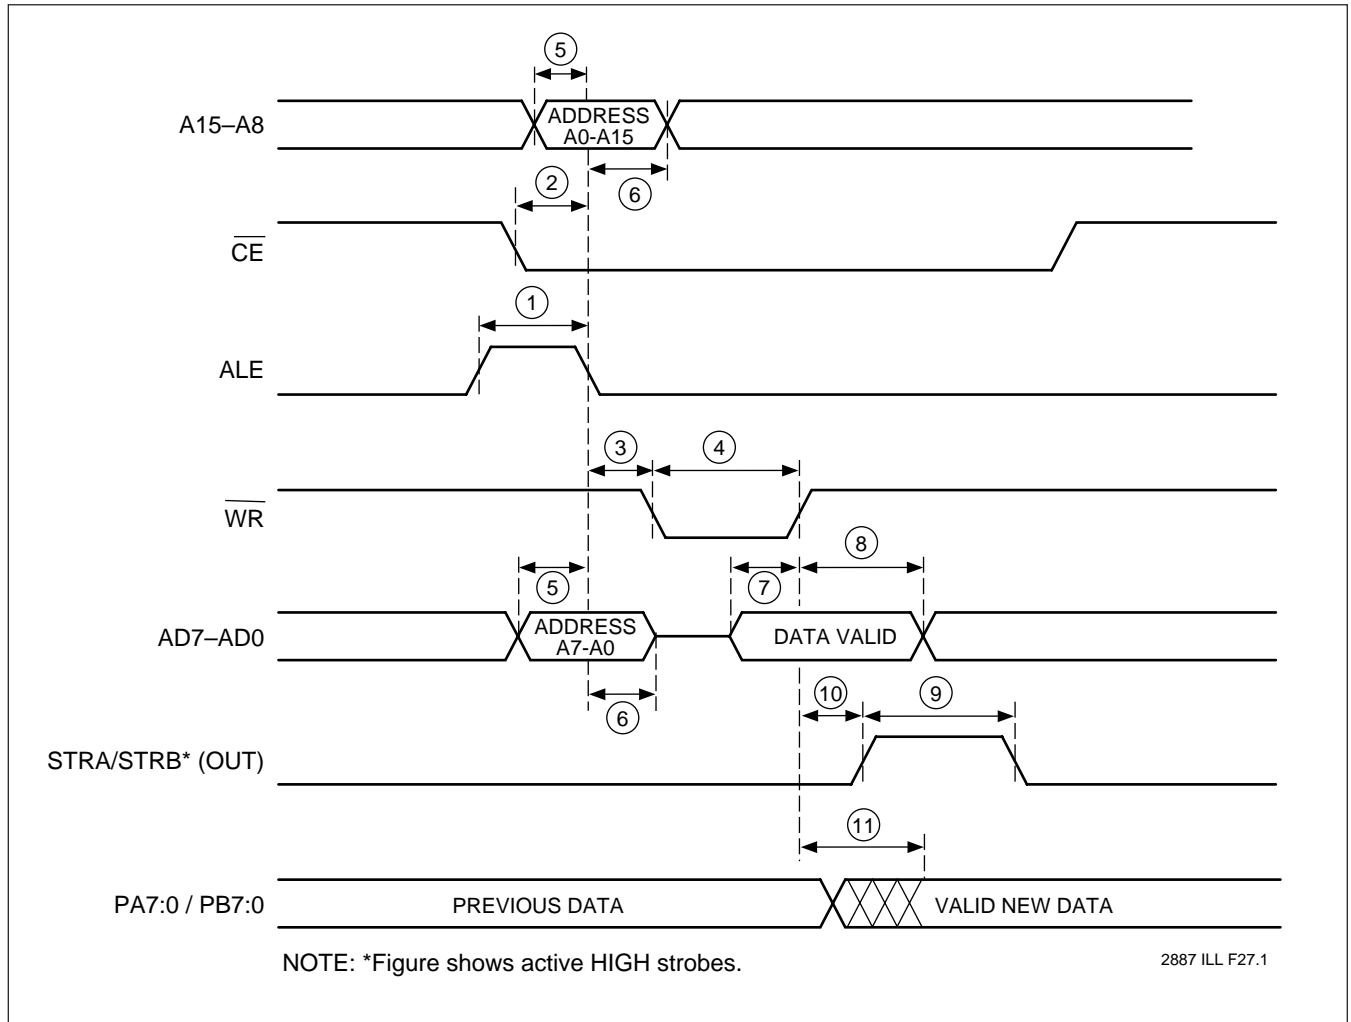 5
A15–A8
ADDRESS
A0-A15
2
6
CE
1
ALE
3
4
WR
8
5
7
AD7–AD0
ADDRESS
A7-A0
DATA VALID
10
9
6
STRA/STRB* (OUT)
11
PA7:0 / PB7:0
PREVIOUS DATA
VALID NEW DATA
NOTE: *Figure shows active HIGH strobes.
2887 ILL F27.1